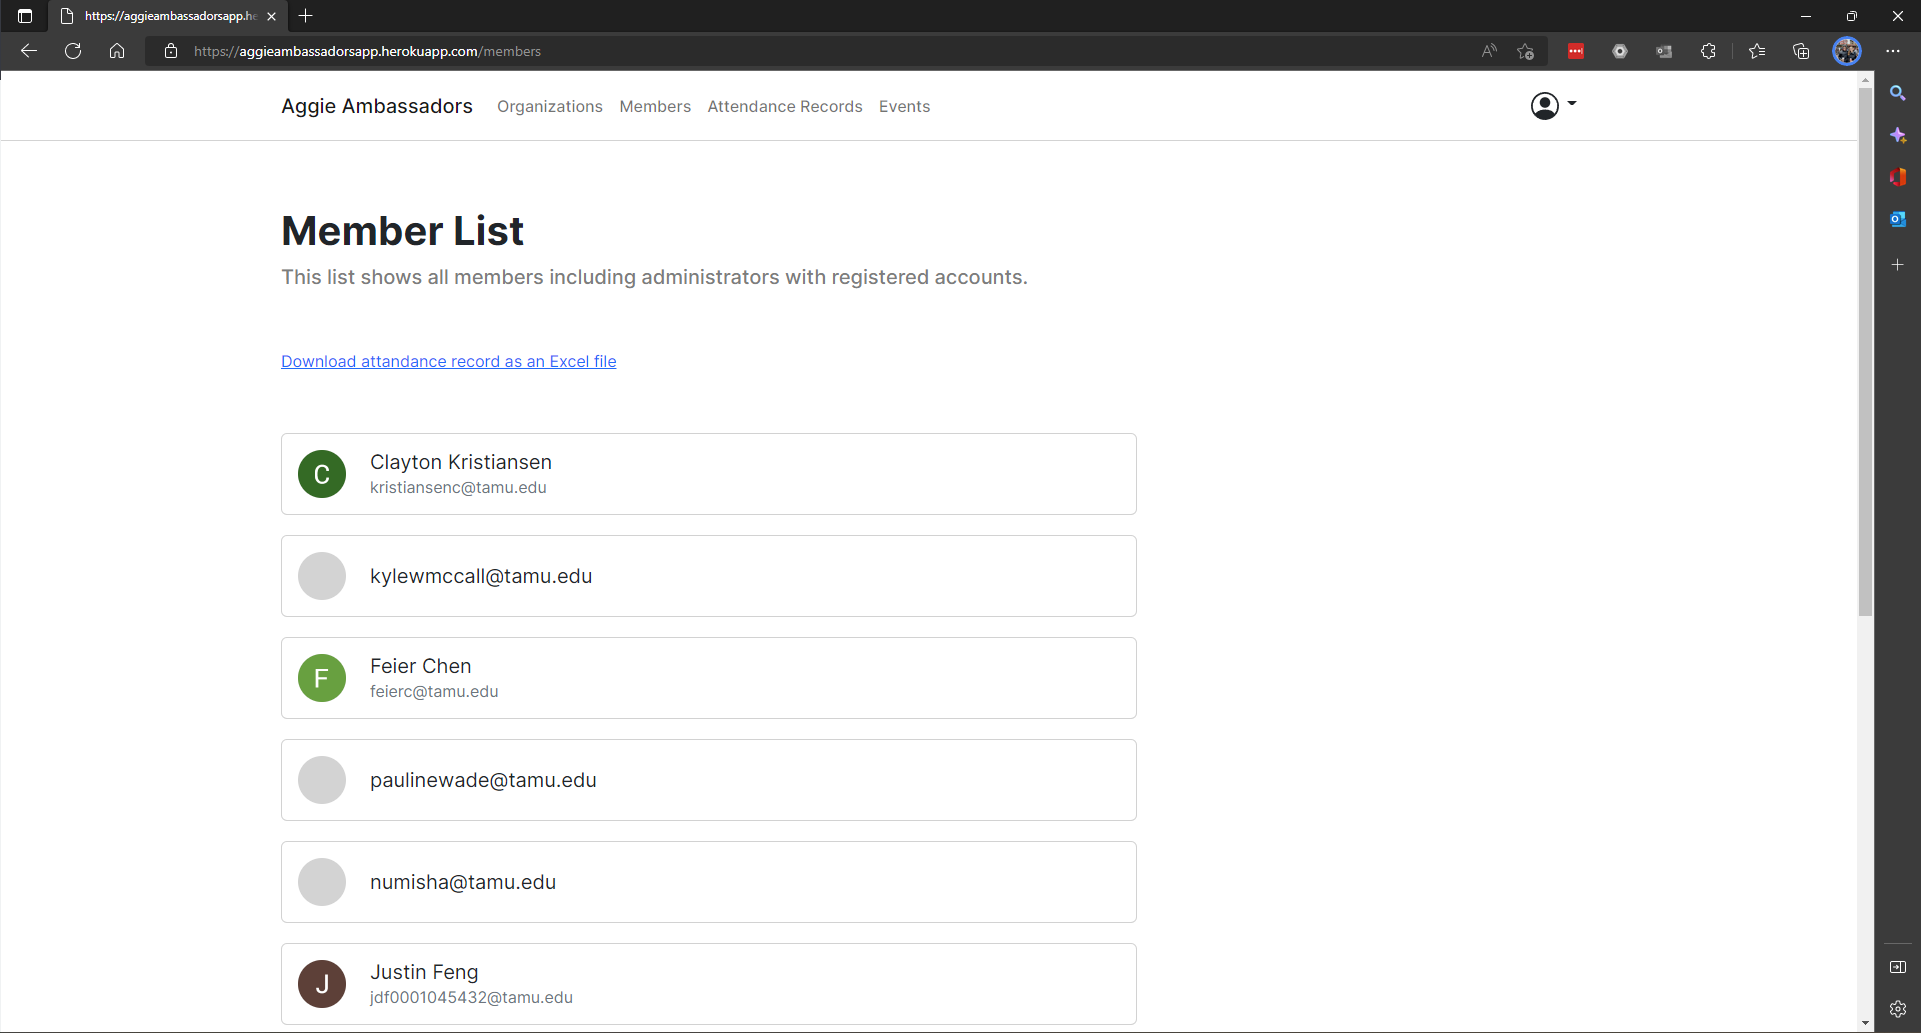 https://aggieambassadorsapp.he
https://aggieambassadorsapp.herokuapp.com/members
Aggie Ambassadors Organizations Members Attendance Records Events
Member List
This list shows all members including administrators with registered accounts.
Download attandance record as an Excel file
C
Clayton Kristiansen
kristiansenc@tamu.edu
kylewmccall@tamu.edu
F
Feier Chen
feierc@tamu.edu
paulinewade@tamu.edu
numisha@tamu.edu
J
Justin Feng
jdf0001045432@tamu.edu